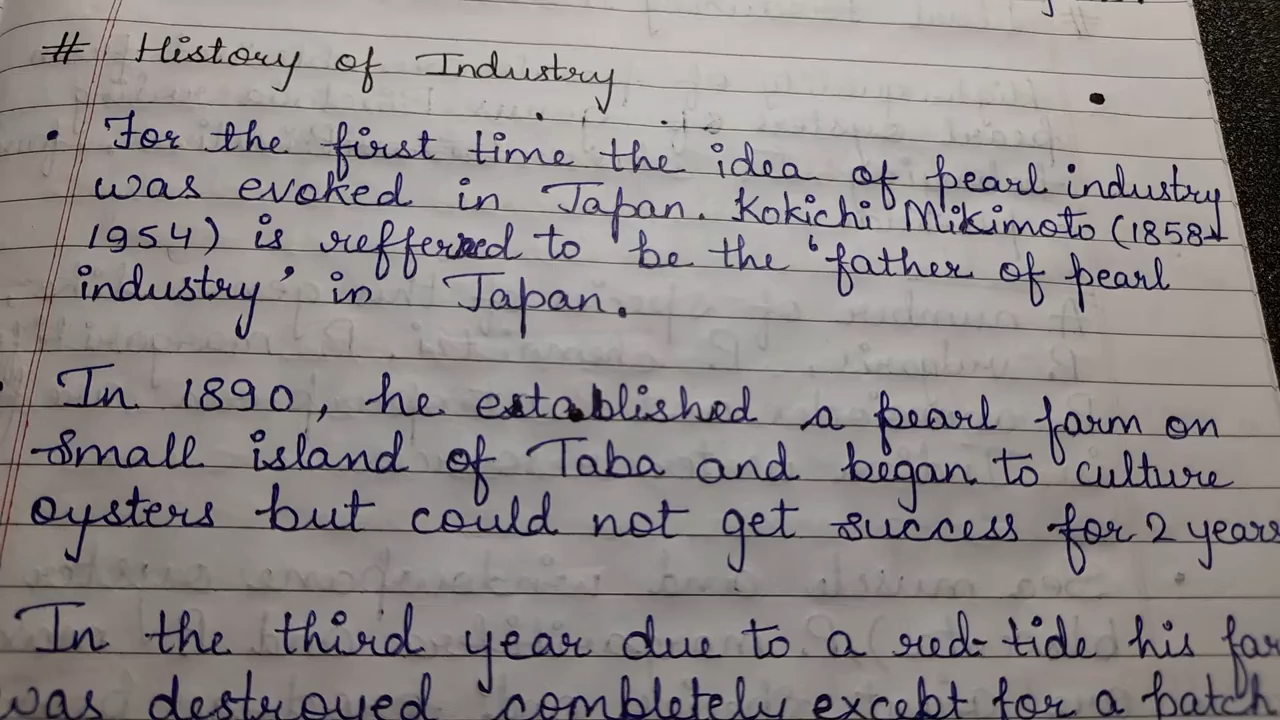 # History of Industry
• For the first time the idea of pearl industry
was evoked in Japan. Kokichi Mikimoto (1858-
1954) is refferred to be the 'father of pearl
industry' in Japan.
• In 1890, he established a pearl farm on
small island of Taba and began to culture
oysters but could not get success for 2 years
In the third year due to a red-tide his far
was destroyed completely except for a batch